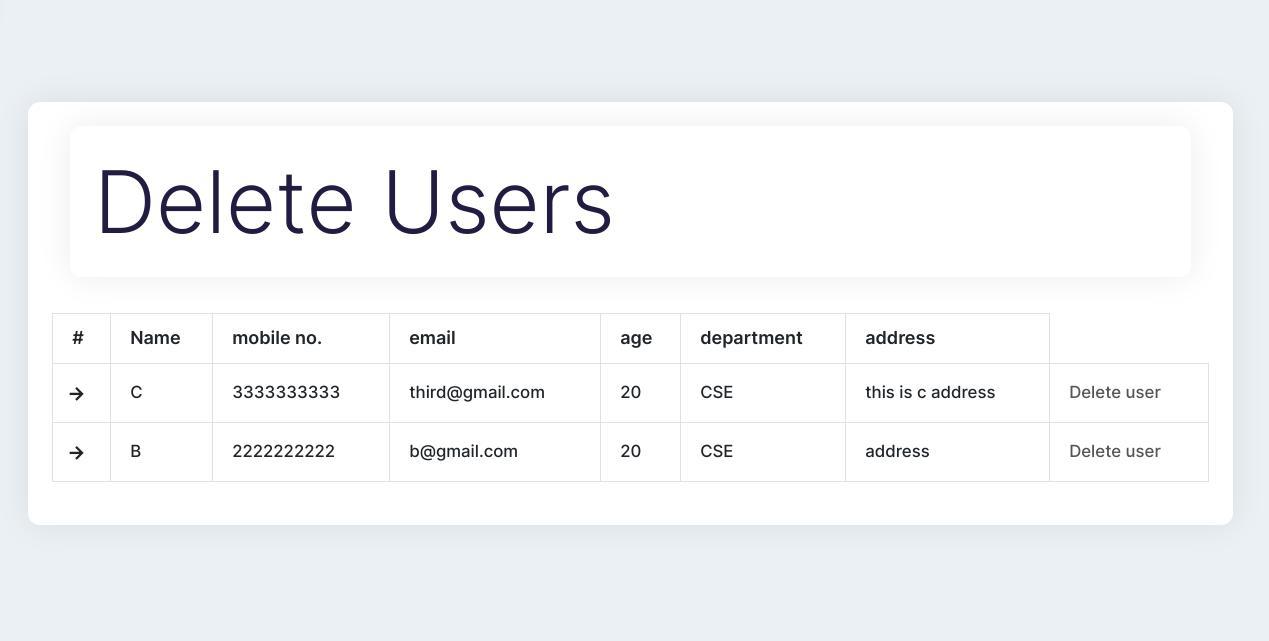 Delete Users
# Name mobile no. email age department address
→ C 3333333333 third@gmail.com 20 CSE this is c address Delete user
→ B 2222222222 b@gmail.com 20 CSE address Delete user